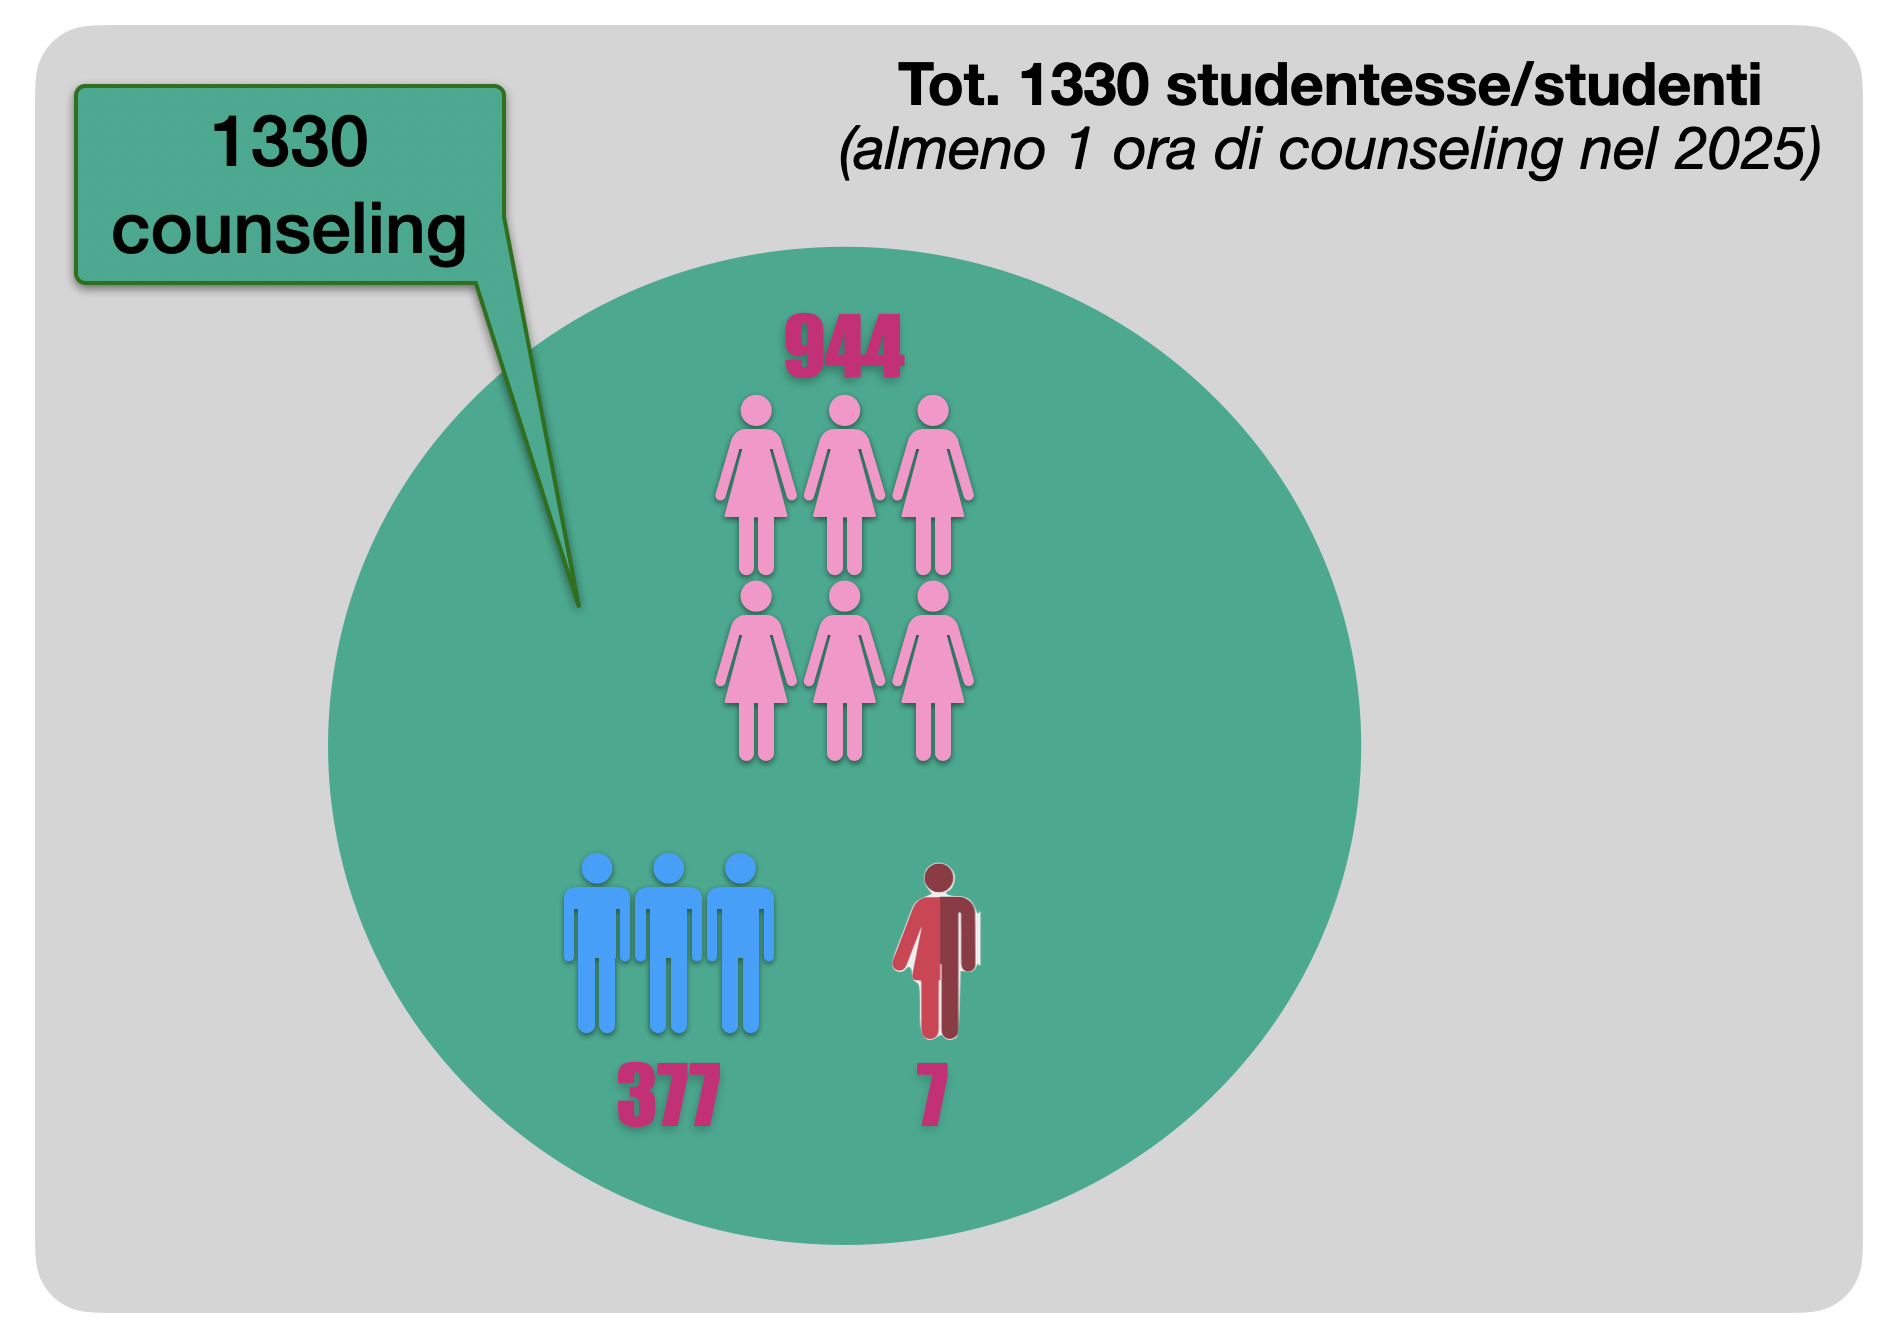 Tot. 1330 studentesse/studenti
(almeno 1 ora di counseling nel 2025)
1330
counseling
944
377
7